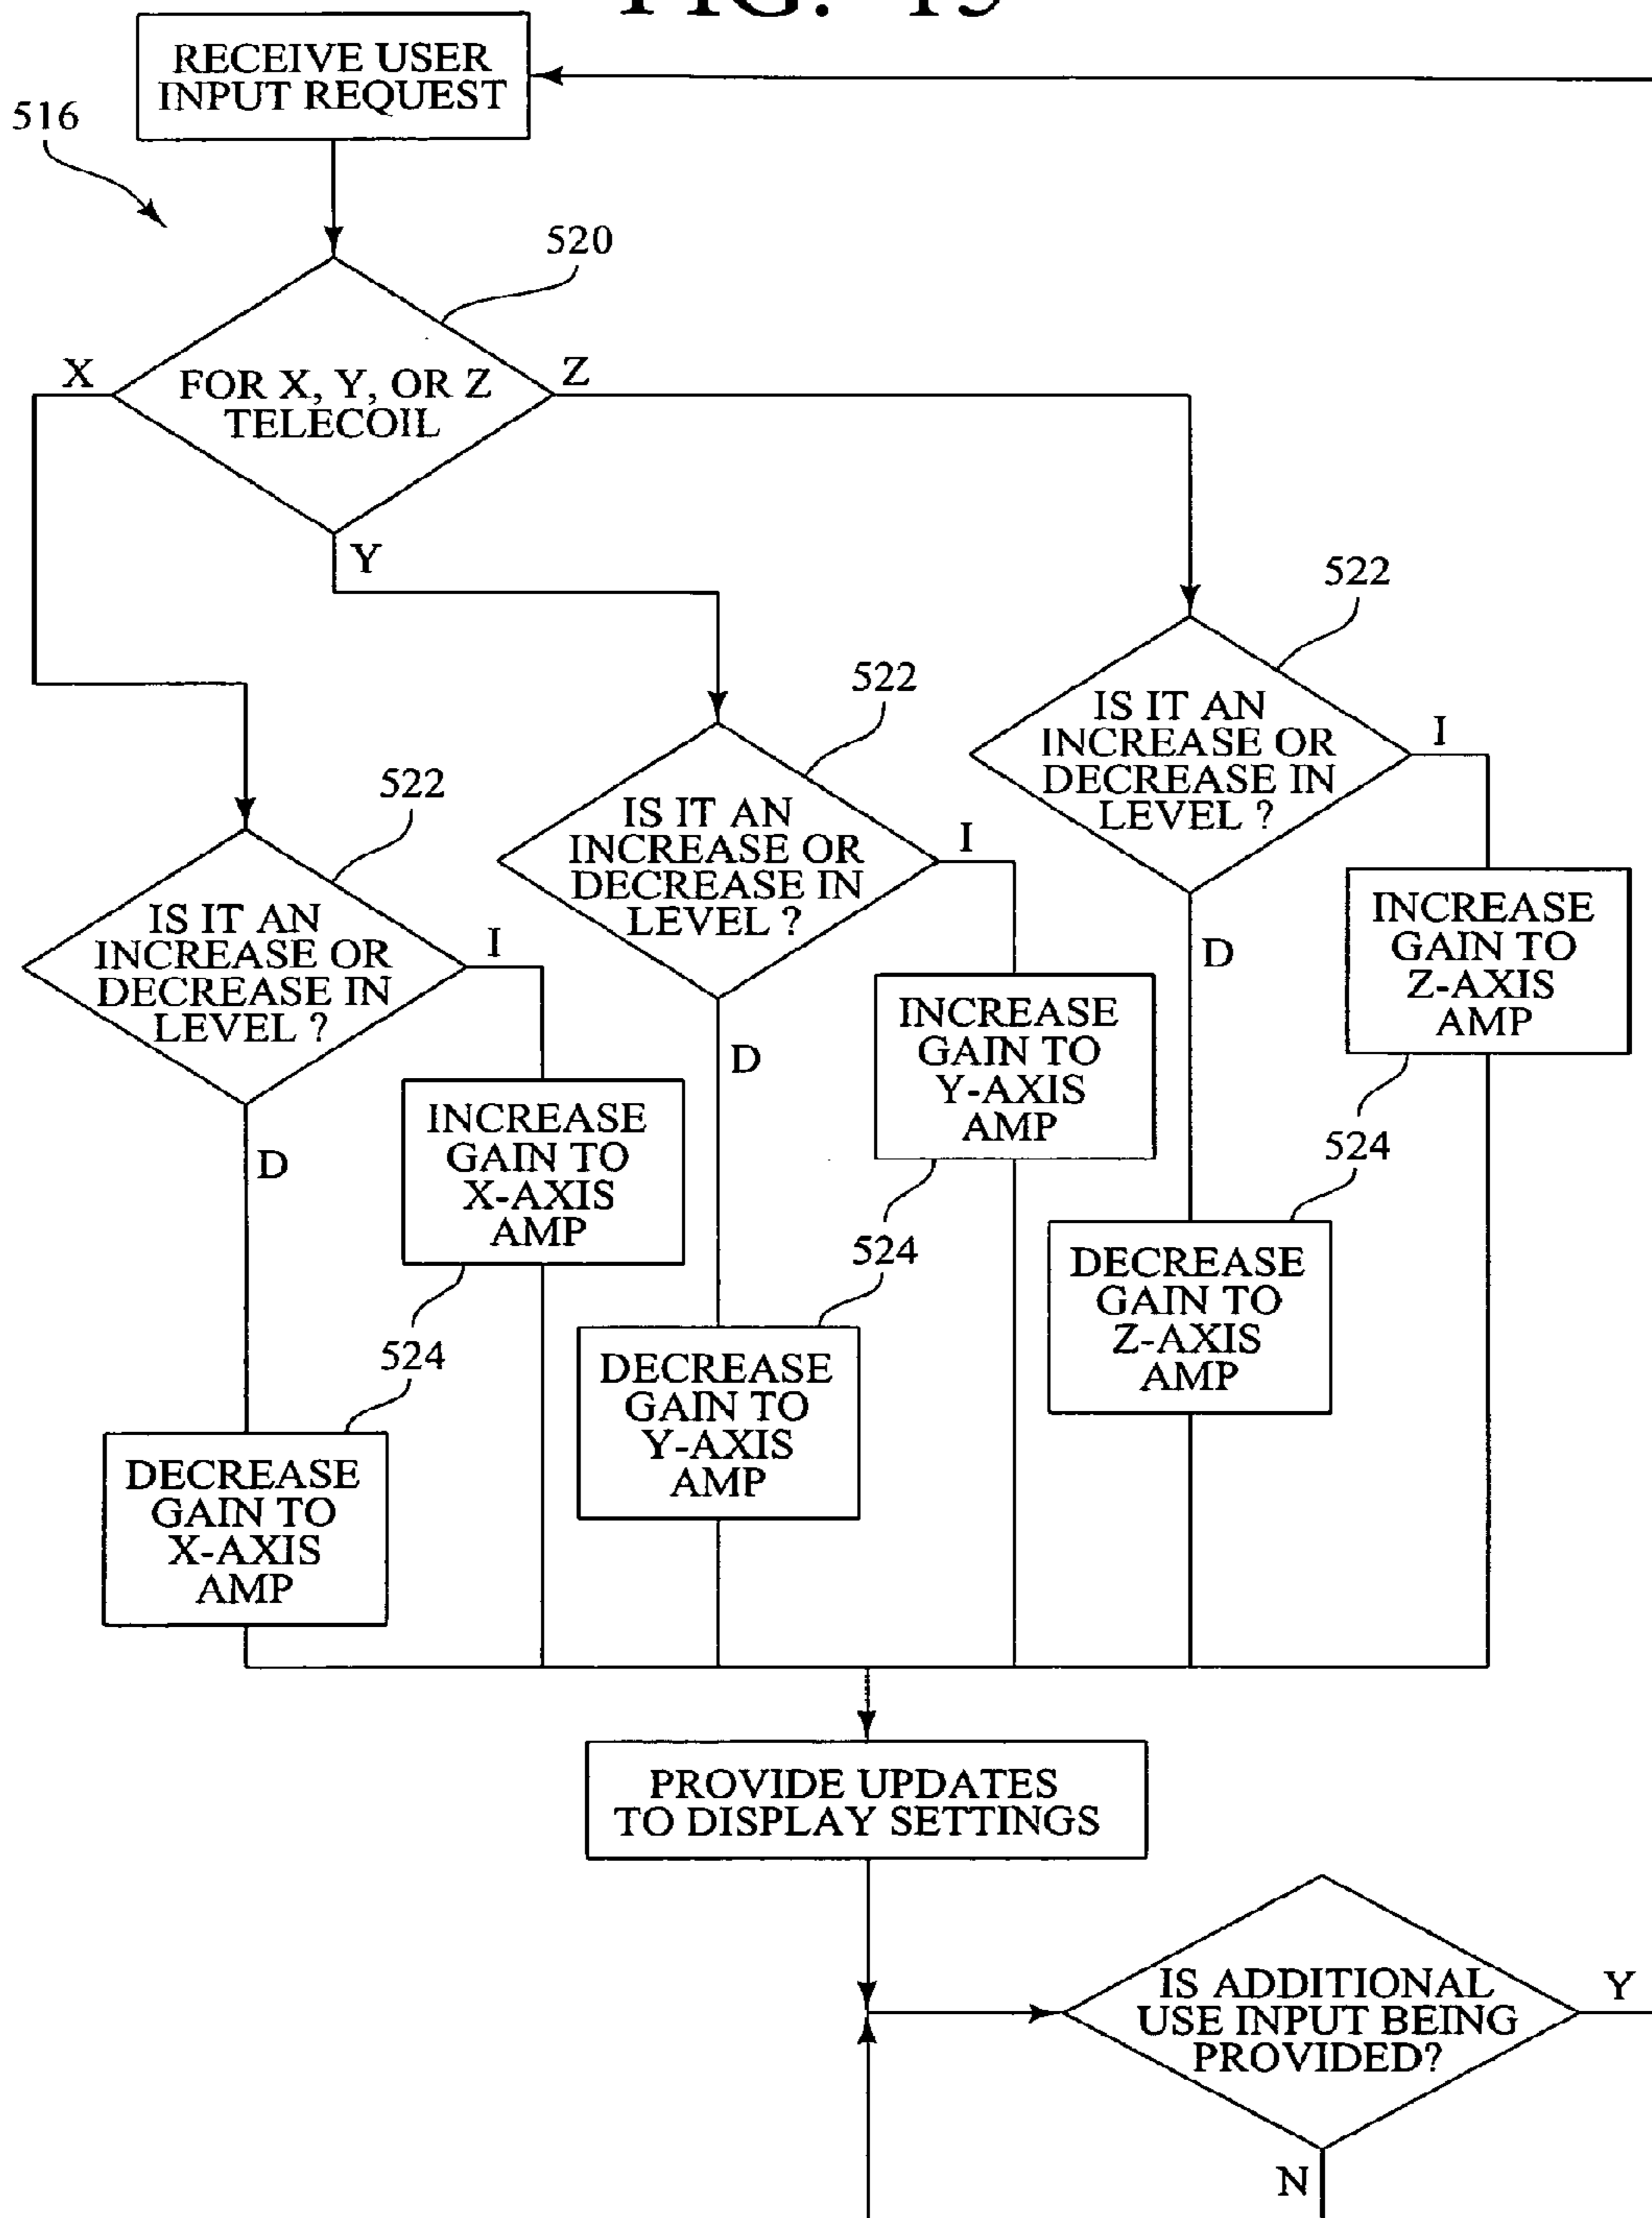 FIG. 15
RECEIVE USER
INPUT REQUEST
516
520
X
FOR X, Y, OR Z
TELECOIL
Z
Y
522
IS IT AN
INCREASE OR
DECREASE IN
LEVEL ?
I
D
INCREASE
GAIN TO
X-AXIS
AMP
524
DECREASE
GAIN TO
X-AXIS
AMP
522
IS IT AN
INCREASE OR
DECREASE IN
LEVEL ?
I
D
INCREASE
GAIN TO
Y-AXIS
AMP
524
DECREASE
GAIN TO
Y-AXIS
AMP
522
IS IT AN
INCREASE OR
DECREASE IN
LEVEL ?
I
D
INCREASE
GAIN TO
Z-AXIS
AMP
524
DECREASE
GAIN TO
Z-AXIS
AMP
PROVIDE UPDATES
TO DISPLAY SETTINGS
IS ADDITIONAL
USE INPUT BEING
PROVIDED?
Y
N